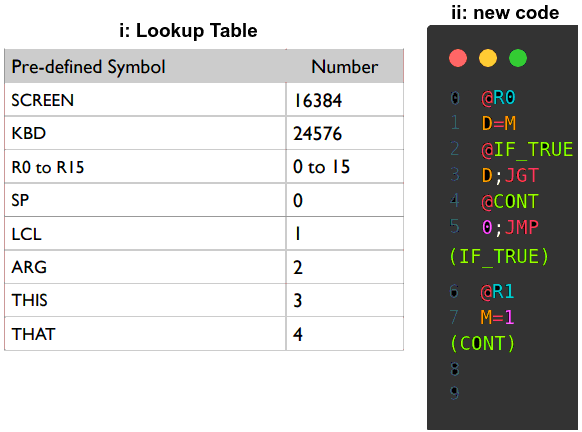 i: Lookup Table
Pre-defined Symbol Number
SCREEN 16384
KBD 24576
R0 to R15 0 to 15
SP 0
LCL 1
ARG 2
THIS 3
THAT 4
ii: new code
0 @R0
1 D=M
2 @IF_TRUE
3 D;JGT
4 @CONT
5 0;JMP
(IF_TRUE)
6 @R1
7 M=1
(CONT)
8
9